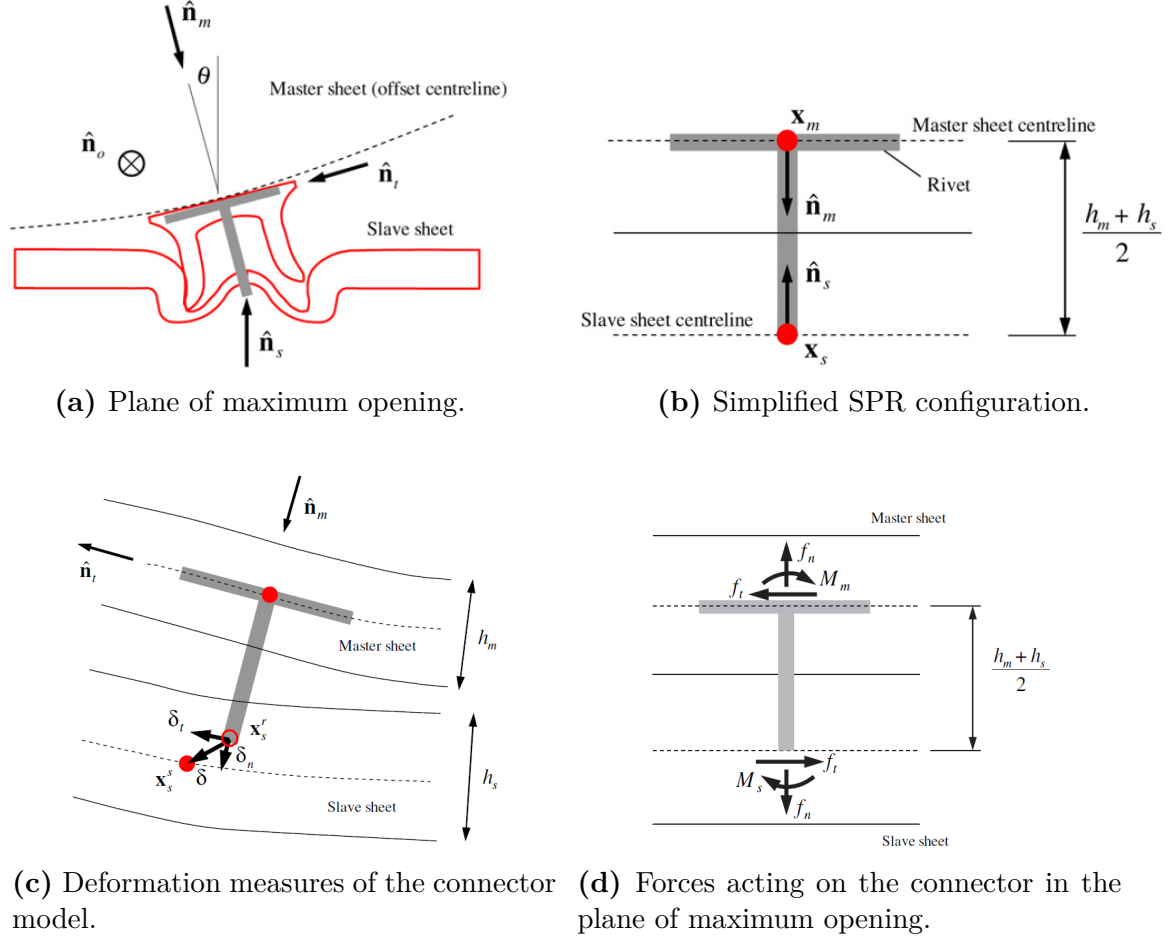 n̂ₘ
θ
Master sheet (offset centreline)
n̂ₒ
n̂ₜ
Slave sheet
n̂ₛ
(a) Plane of maximum opening.
xₘ
Master sheet centreline
Rivet
n̂ₘ
hₘ + hₛ
2
n̂ₛ
Slave sheet centreline
xₛ
(b) Simplified SPR configuration.
n̂ₘ
n̂ₜ
Master sheet
hₘ
δₜ
xₛʳ
δₙ
xₛˢ
δ
hₛ
Slave sheet
(c) Deformation measures of the connector
model.
Master sheet
fₙ
Mₘ
fₜ
hₘ + hₛ
2
fₜ
Mₛ
fₙ
Slave sheet
(d) Forces acting on the connector in the
plane of maximum opening.